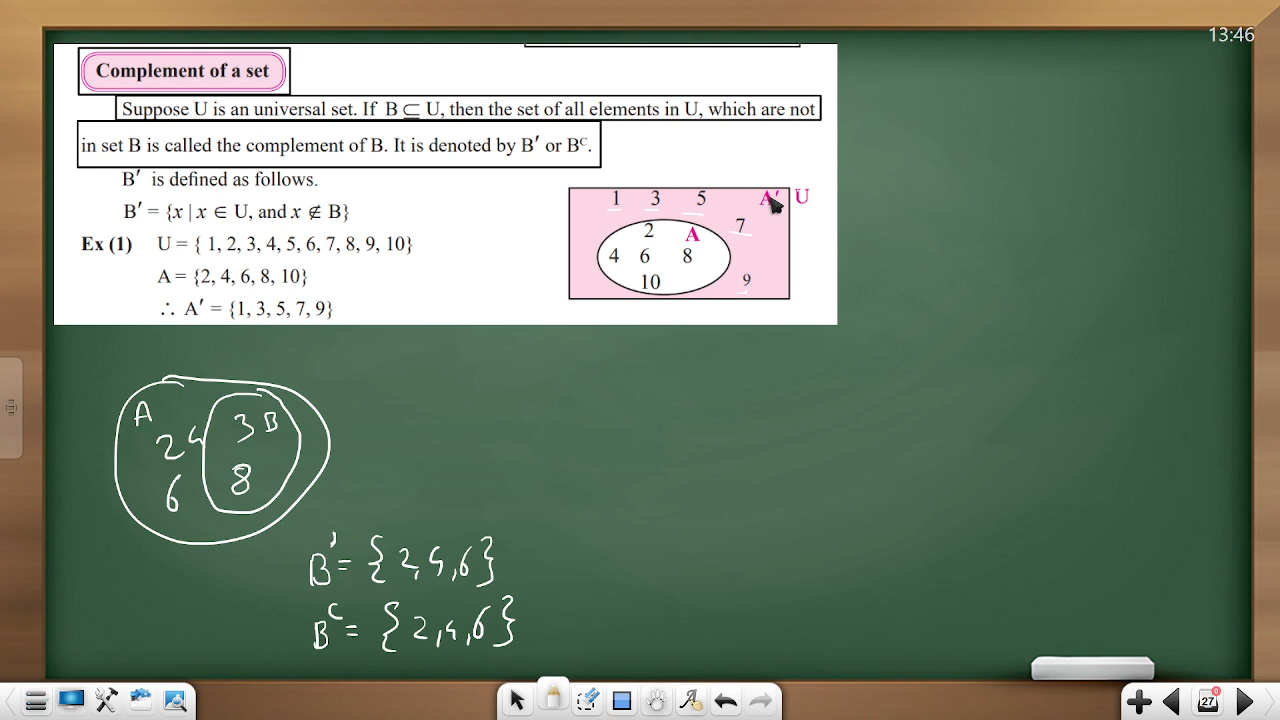 13:46
Complement of a set
Suppose U is an universal set. If B ⊆ U, then the set of all elements in U, which are not
in set B is called the complement of B. It is denoted by B′ or Bᶜ.
B′ is defined as follows.
B′ = {x | x ∈ U, and x ∉ B}
Ex (1) U = { 1, 2, 3, 4, 5, 6, 7, 8, 9, 10}
A = {2, 4, 6, 8, 10}
∴ A′ = {1, 3, 5, 7, 9}
1 3 5 A′ U
2 A 7
4 6 8
10 9
A 3 B
2 4
6 8
B′ = {2, 4, 6}
Bᶜ = {2, 4, 6}
27
0